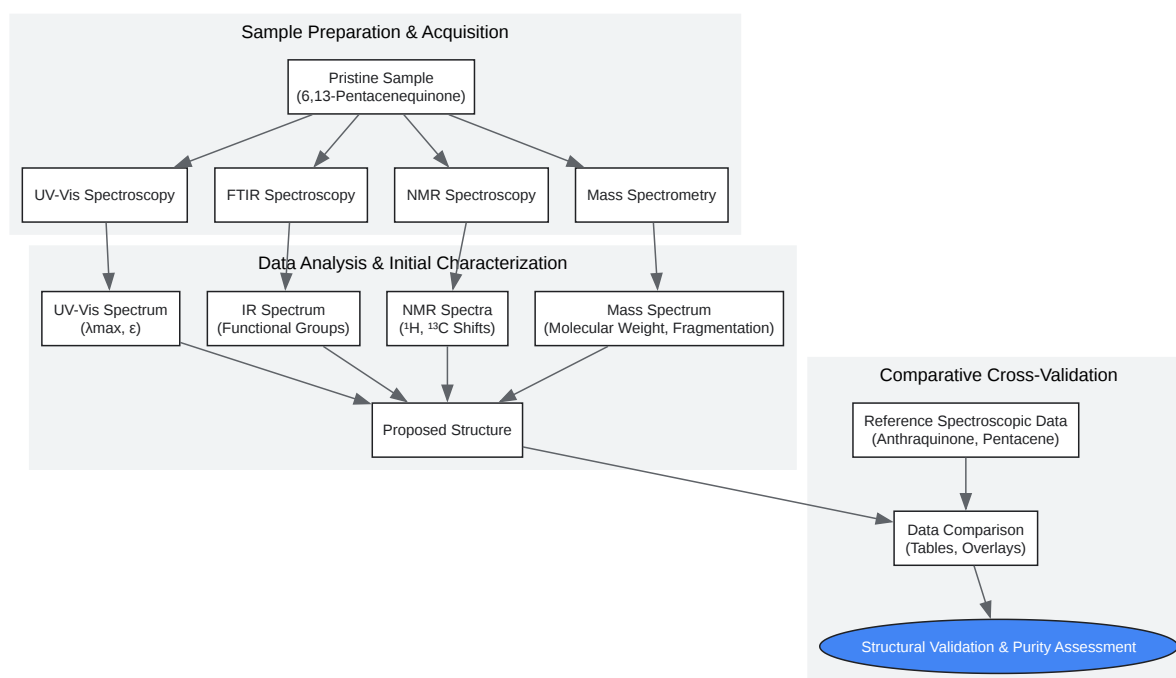 Sample Preparation & Acquisition
Pristine Sample
(6,13-Pentacenequinone)
UV-Vis Spectroscopy
FTIR Spectroscopy
NMR Spectroscopy
Mass Spectrometry
Data Analysis & Initial Characterization
UV-Vis Spectrum
(λmax, ε)
IR Spectrum
(Functional Groups)
NMR Spectra
(¹H, ¹³C Shifts)
Mass Spectrum
(Molecular Weight, Fragmentation)
Proposed Structure
Comparative Cross-Validation
Reference Spectroscopic Data
(Anthraquinone, Pentacene)
Data Comparison
(Tables, Overlays)
Structural Validation & Purity Assessment